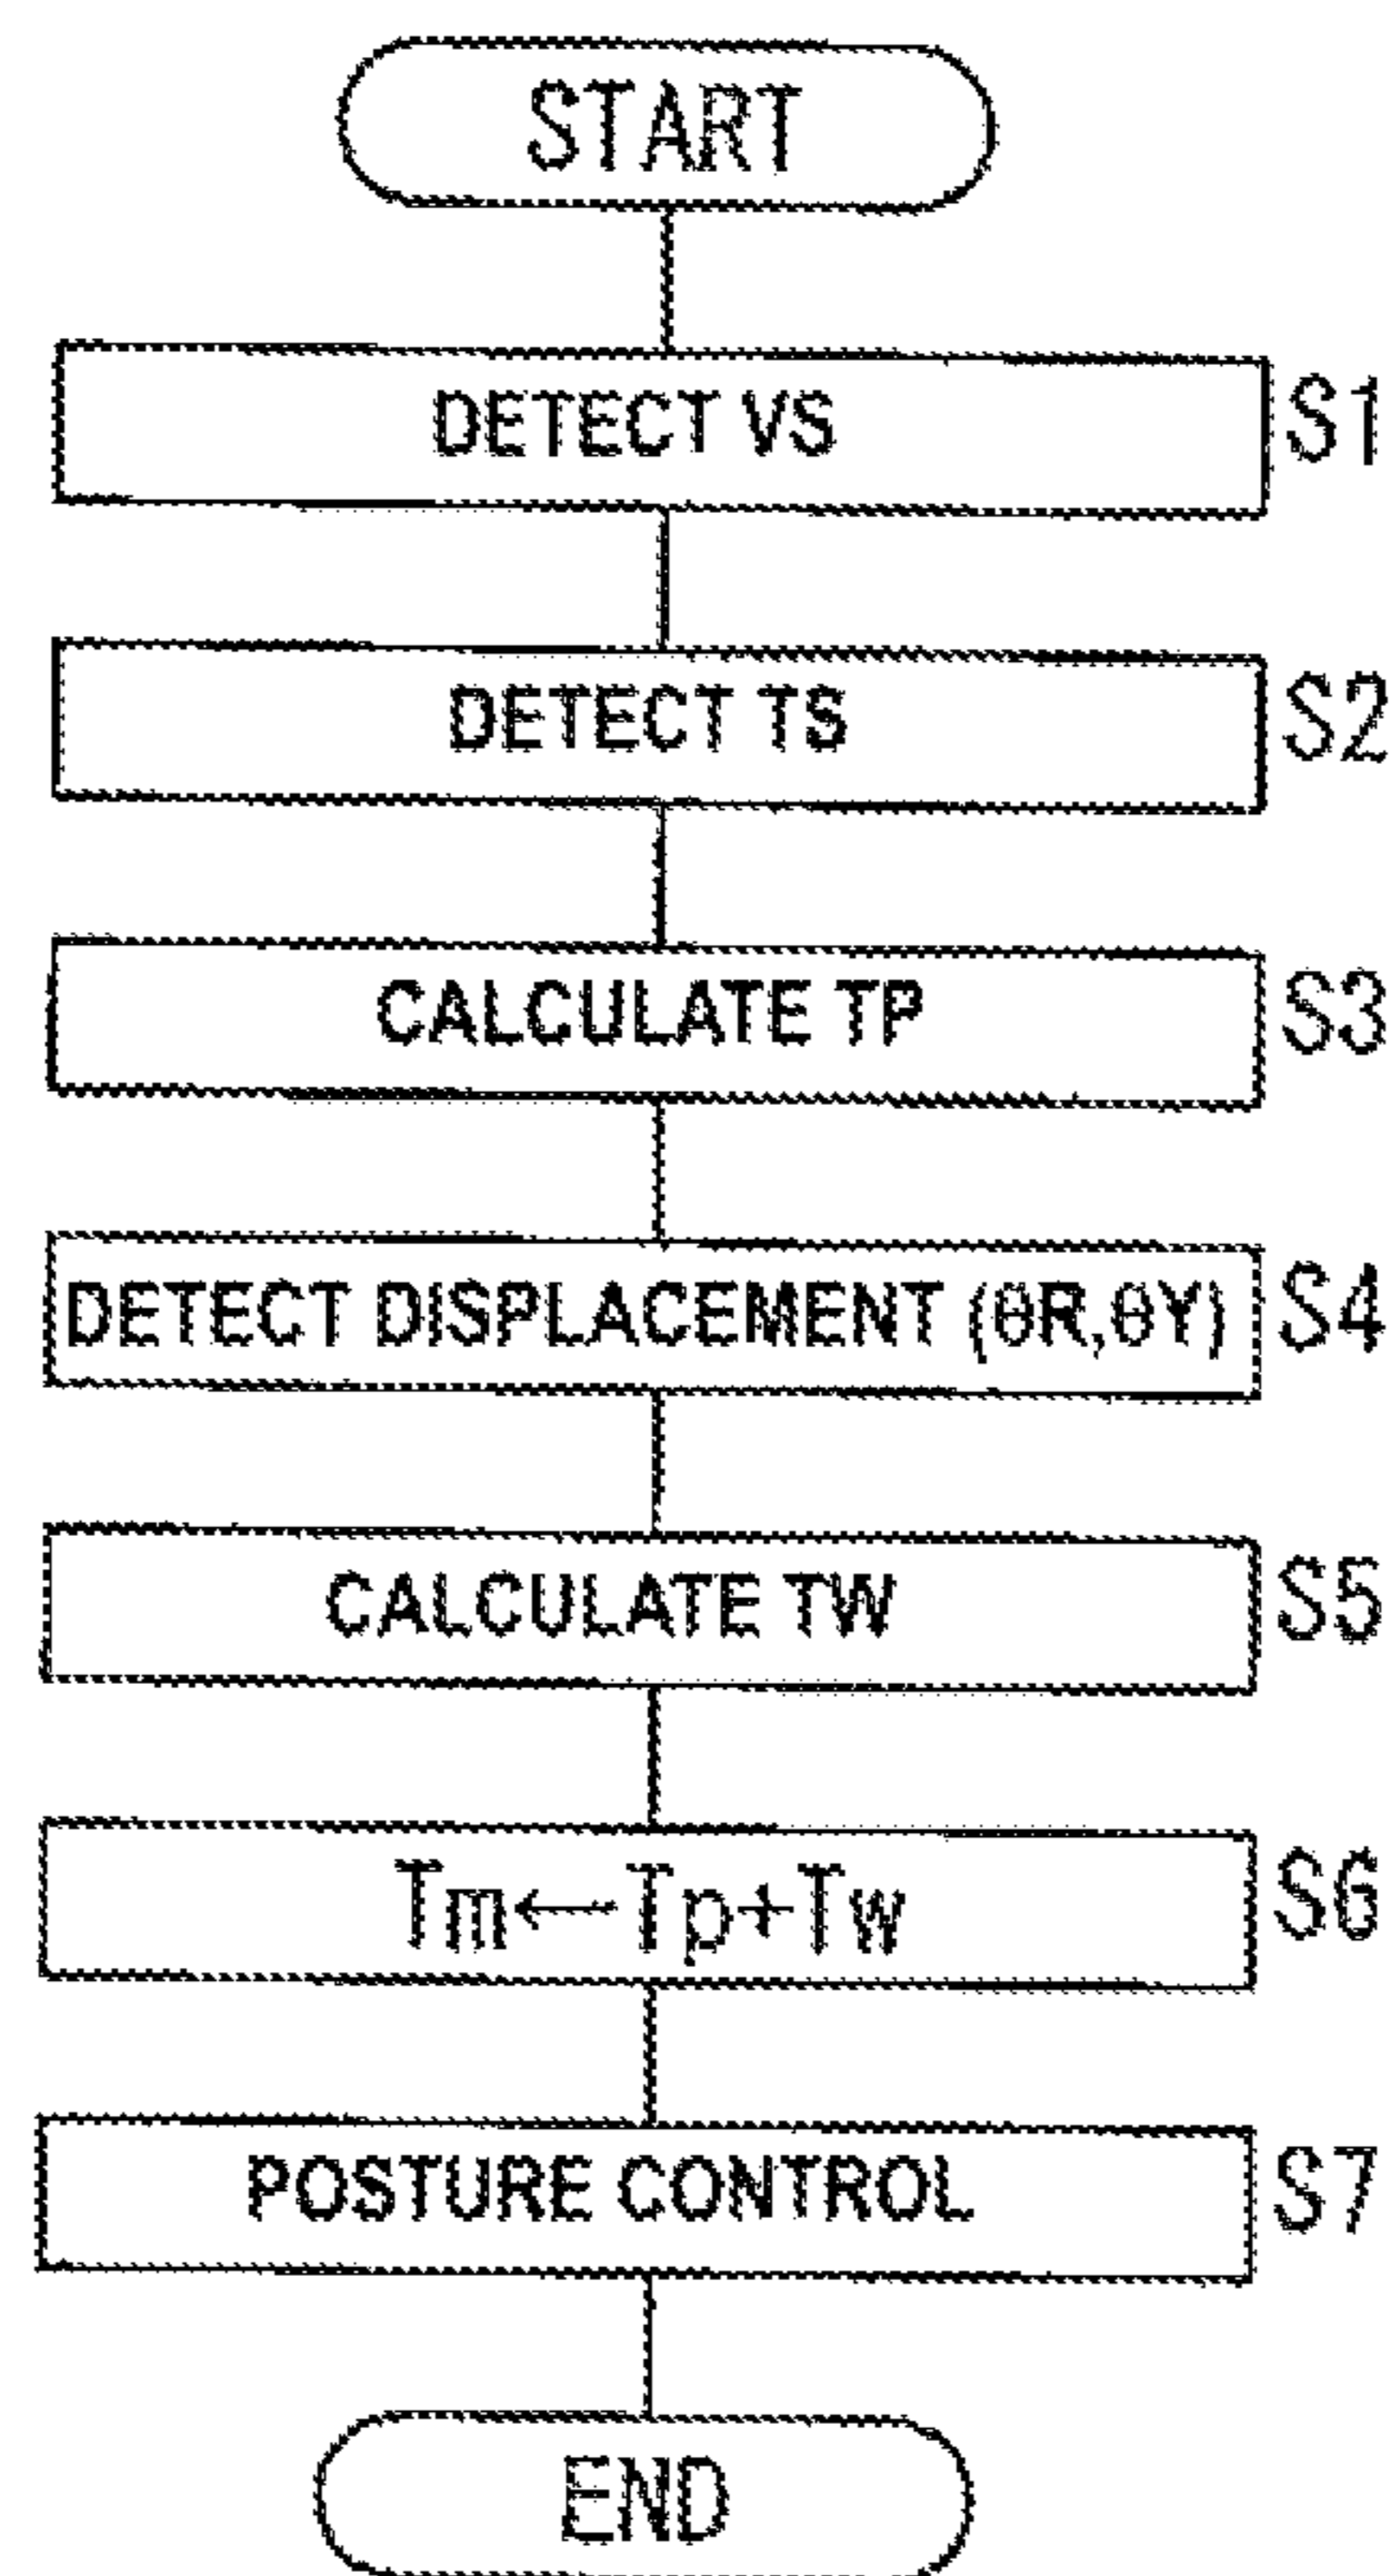 START
DETECT VS S1
DETECT TS S2
CALCULATE TP S3
DETECT DISPLACEMENT (θR,θY) S4
CALCULATE TW S5
Tm←Tp+Tw S6
POSTURE CONTROL S7
END